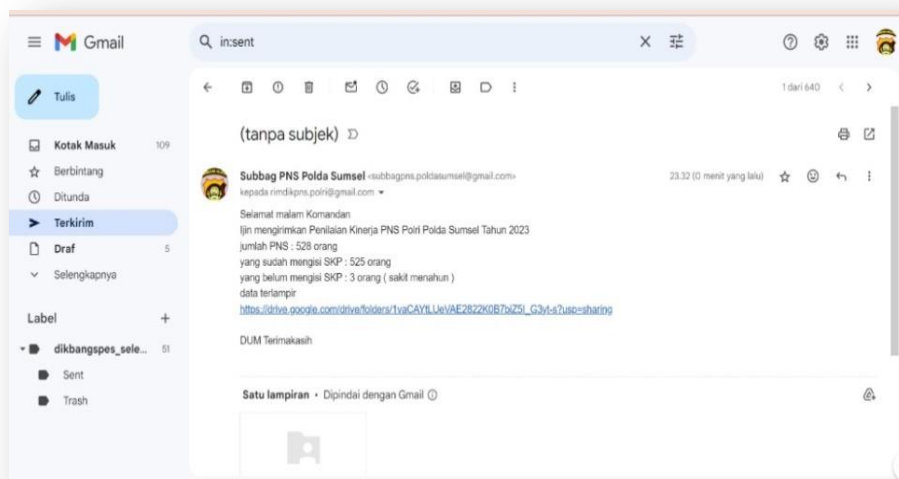 Gmail
in:sent
Tulis
1 dari 640
Kotak Masuk 109
Berbintang
Ditunda
Terkirim
Draf 5
Selengkapnya
Label +
dikbangspes_sele... 51
Sent
Trash
(tanpa subjek)
Subbag PNS Polda Sumsel <subbagpns.poldasumsel@gmail.com> 23.32 (0 menit yang lalu)
kepada rimdikpns.polri@gmail.com
Selamat malam Komandan
Ijin mengirimkan Penilaian Kinerja PNS Polri Polda Sumsel Tahun 2023
jumlah PNS : 528 orang
yang sudah mengisi SKP : 525 orang
yang belum mengisi SKP : 3 orang ( sakit menahun )
data terlampir
https://drive.google.com/drive/folders/1vaCAYtLUeVAE2822K0B7biZ5I_G3yt-s?usp=sharing
DUM Terimakasih
Satu lampiran • Dipindai dengan Gmail